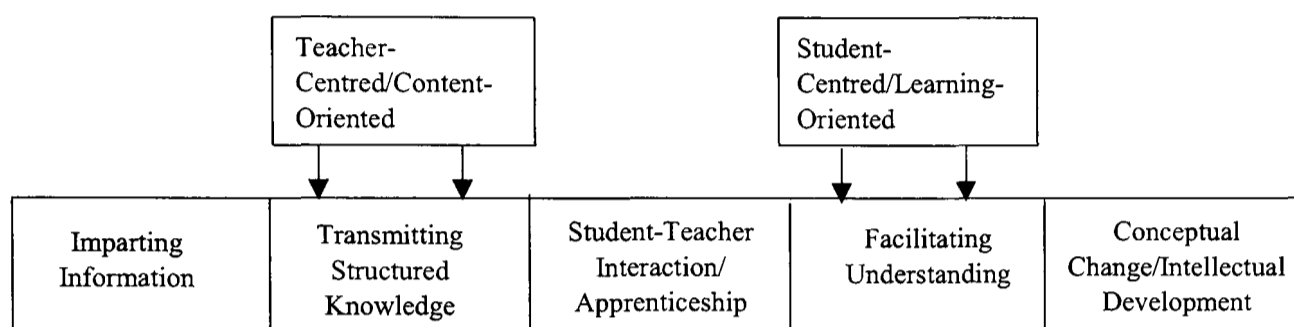 Teacher-
Centred/Content-
Oriented
Student-
Centred/Learning-
Oriented
Imparting
Information
Transmitting
Structured
Knowledge
Student-Teacher
Interaction/
Apprenticeship
Facilitating
Understanding
Conceptual
Change/Intellectual
Development